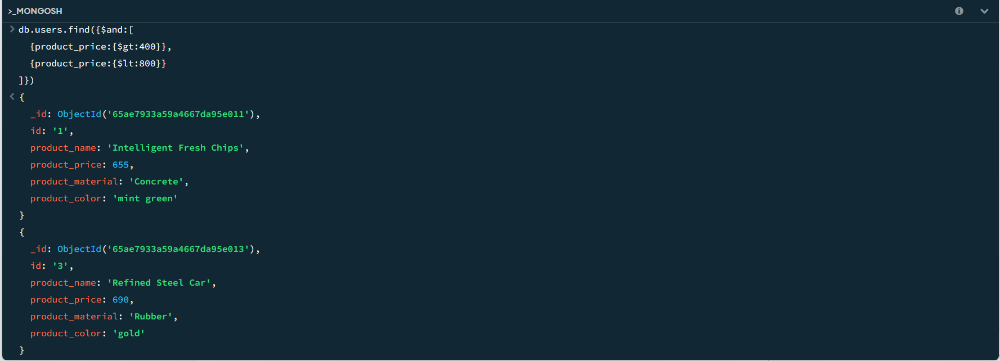 >_MONGOSH
> db.users.find({$and:[
{product_price:{$gt:400}},
{product_price:{$lt:800}}
]})
< {
_id: ObjectId('65ae7933a59a4667da95e011'),
id: '1',
product_name: 'Intelligent Fresh Chips',
product_price: 655,
product_material: 'Concrete',
product_color: 'mint green'
}
{
_id: ObjectId('65ae7933a59a4667da95e013'),
id: '3',
product_name: 'Refined Steel Car',
product_price: 690,
product_material: 'Rubber',
product_color: 'gold'
}